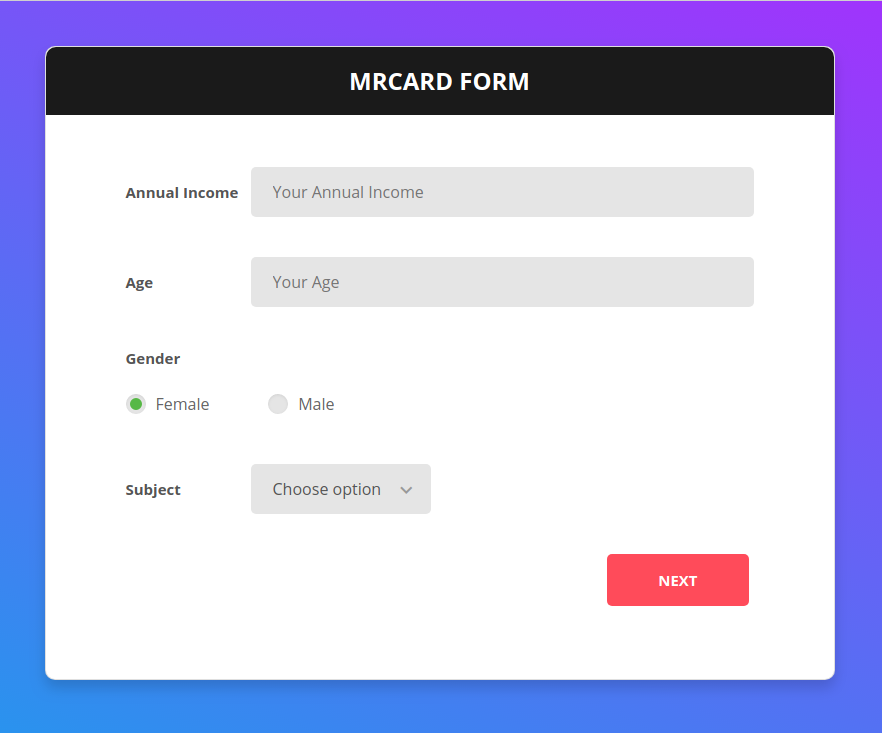 MRCARD FORM
Annual Income Your Annual Income
Age Your Age
Gender
Female Male
Subject Choose option
NEXT